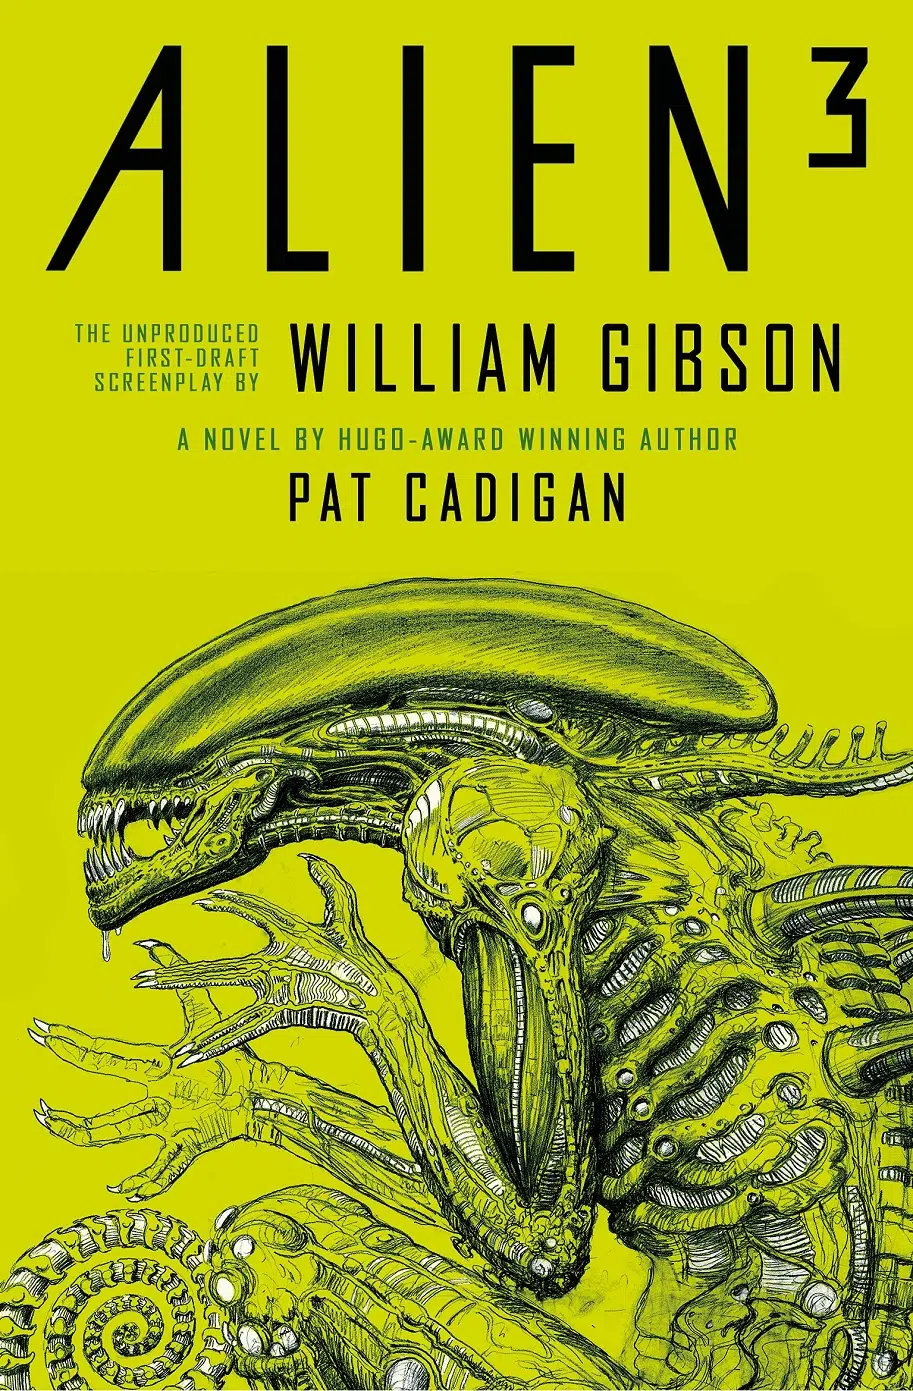 ALIEN³
THE UNPRODUCED
FIRST-DRAFT
SCREENPLAY BY
WILLIAM GIBSON
A NOVEL BY HUGO-AWARD WINNING AUTHOR
PAT CADIGAN